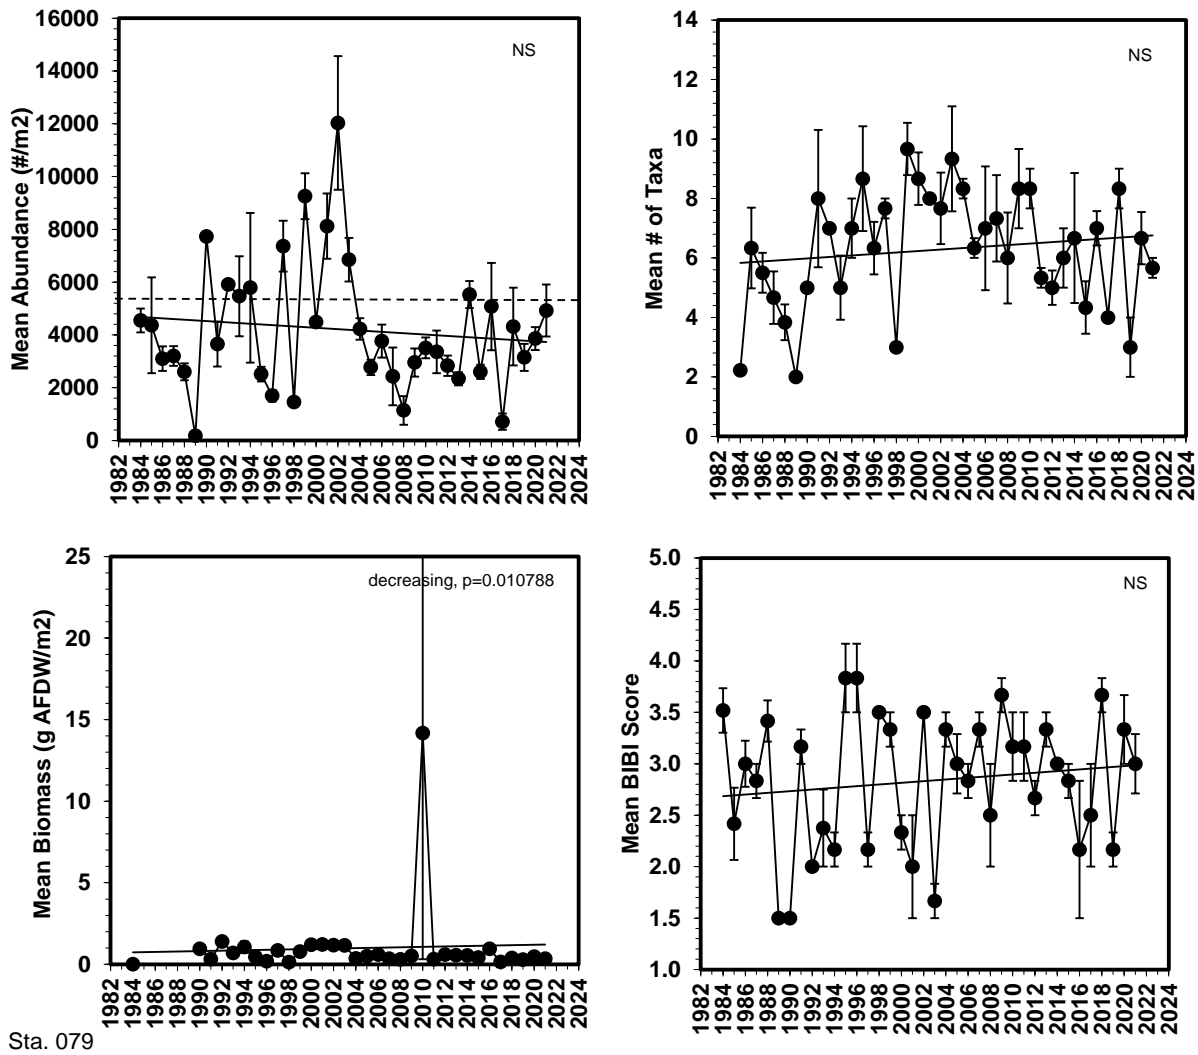 Mean Abundance (#/m2)
16000
14000
12000
10000
8000
6000
4000
2000
0
NS
1982 1984 1986 1988 1990 1992 1994 1996 1998 2000 2002 2004 2006 2008 2010 2012 2014 2016 2018 2020 2022 2024
Mean # of Taxa
14
12
10
8
6
4
2
0
NS
1982 1984 1986 1988 1990 1992 1994 1996 1998 2000 2002 2004 2006 2008 2010 2012 2014 2016 2018 2020 2022 2024
Mean Biomass (g AFDW/m2)
25
20
15
10
5
0
decreasing, p=0.010788
1982 1984 1986 1988 1990 1992 1994 1996 1998 2000 2002 2004 2006 2008 2010 2012 2014 2016 2018 2020 2022 2024
Mean BIBI Score
5.0
4.5
4.0
3.5
3.0
2.5
2.0
1.5
1.0
NS
1982 1984 1986 1988 1990 1992 1994 1996 1998 2000 2002 2004 2006 2008 2010 2012 2014 2016 2018 2020 2022 2024
Sta. 079